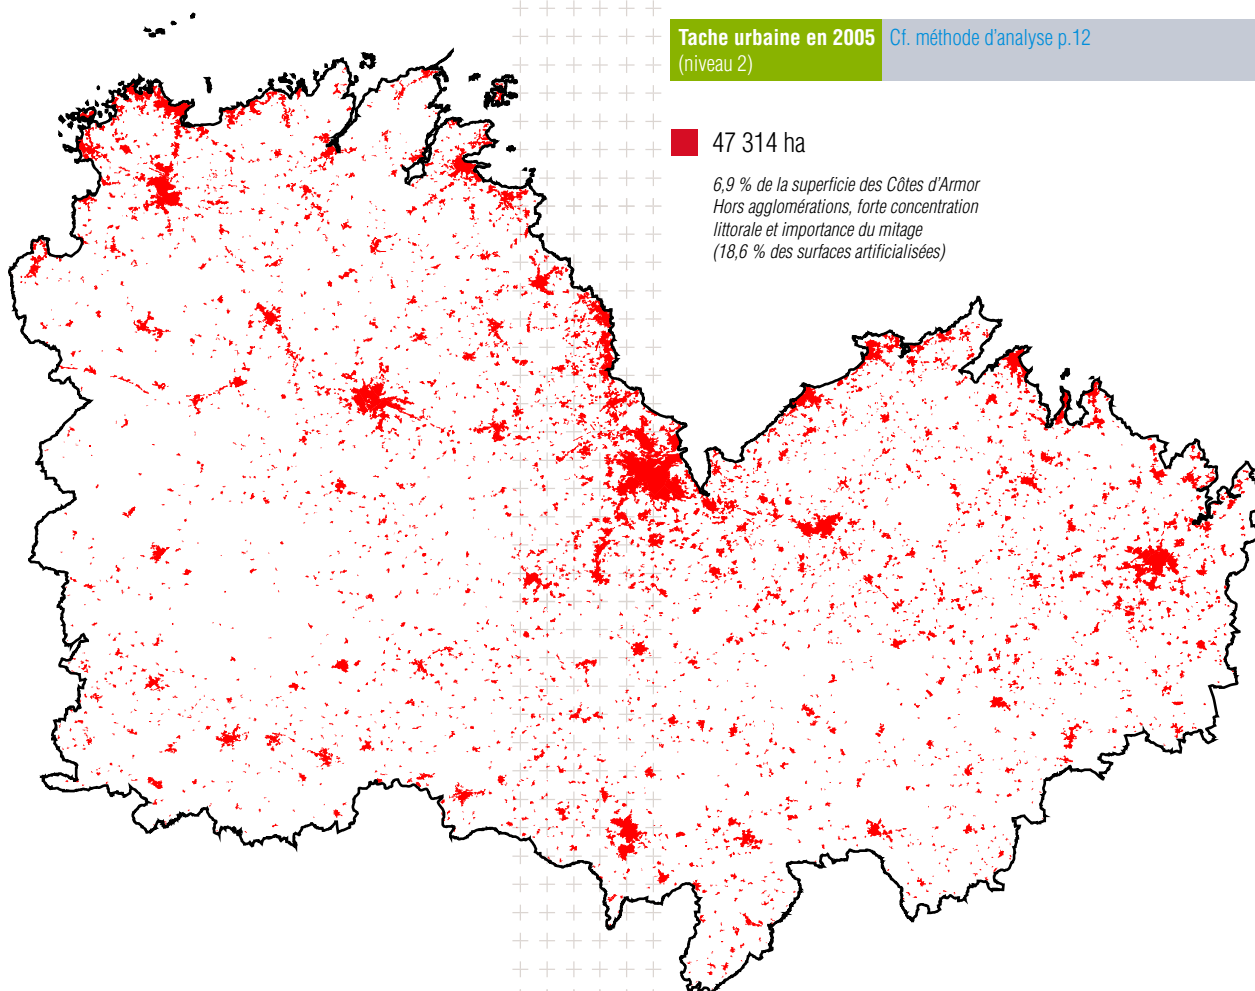 Tache urbaine en 2005 Cf. méthode d'analyse p.12
(niveau 2)
47 314 ha
6,9 % de la superficie des Côtes d'Armor
Hors agglomérations, forte concentration
littorale et importance du mitage
(18,6 % des surfaces artificialisées)